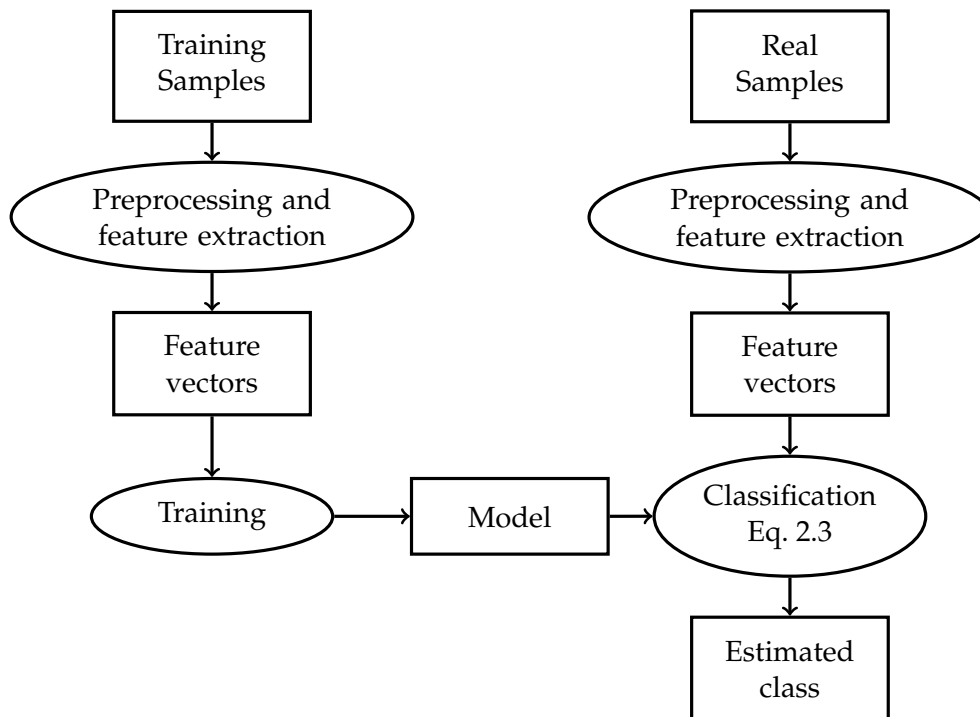 Training
Samples
Real
Samples
Preprocessing and
feature extraction
Preprocessing and
feature extraction
Feature
vectors
Feature
vectors
Training
Model
Classification
Eq. 2.3
Estimated
class